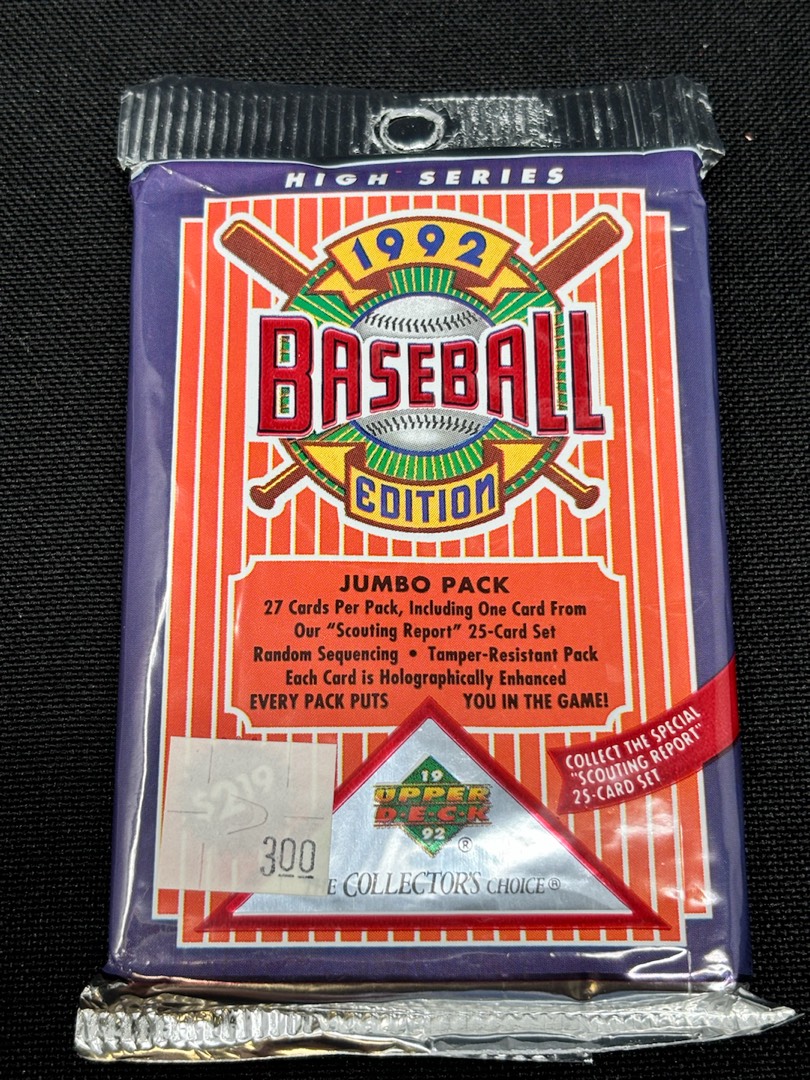 HIGH SERIES
1992
BASEBALL
EDITION
JUMBO PACK
27 Cards Per Pack, Including One Card From
Our "Scouting Report" 25-Card Set
Random Sequencing • Tamper-Resistant Pack
Each Card is Holographically Enhanced
EVERY PACK PUTS YOU IN THE GAME!
COLLECT THE SPECIAL
"SCOUTING REPORT"
25-CARD SET
19
UPPER
D·E·C·K
92
®
COLLECTOR'S CHOICE®
300